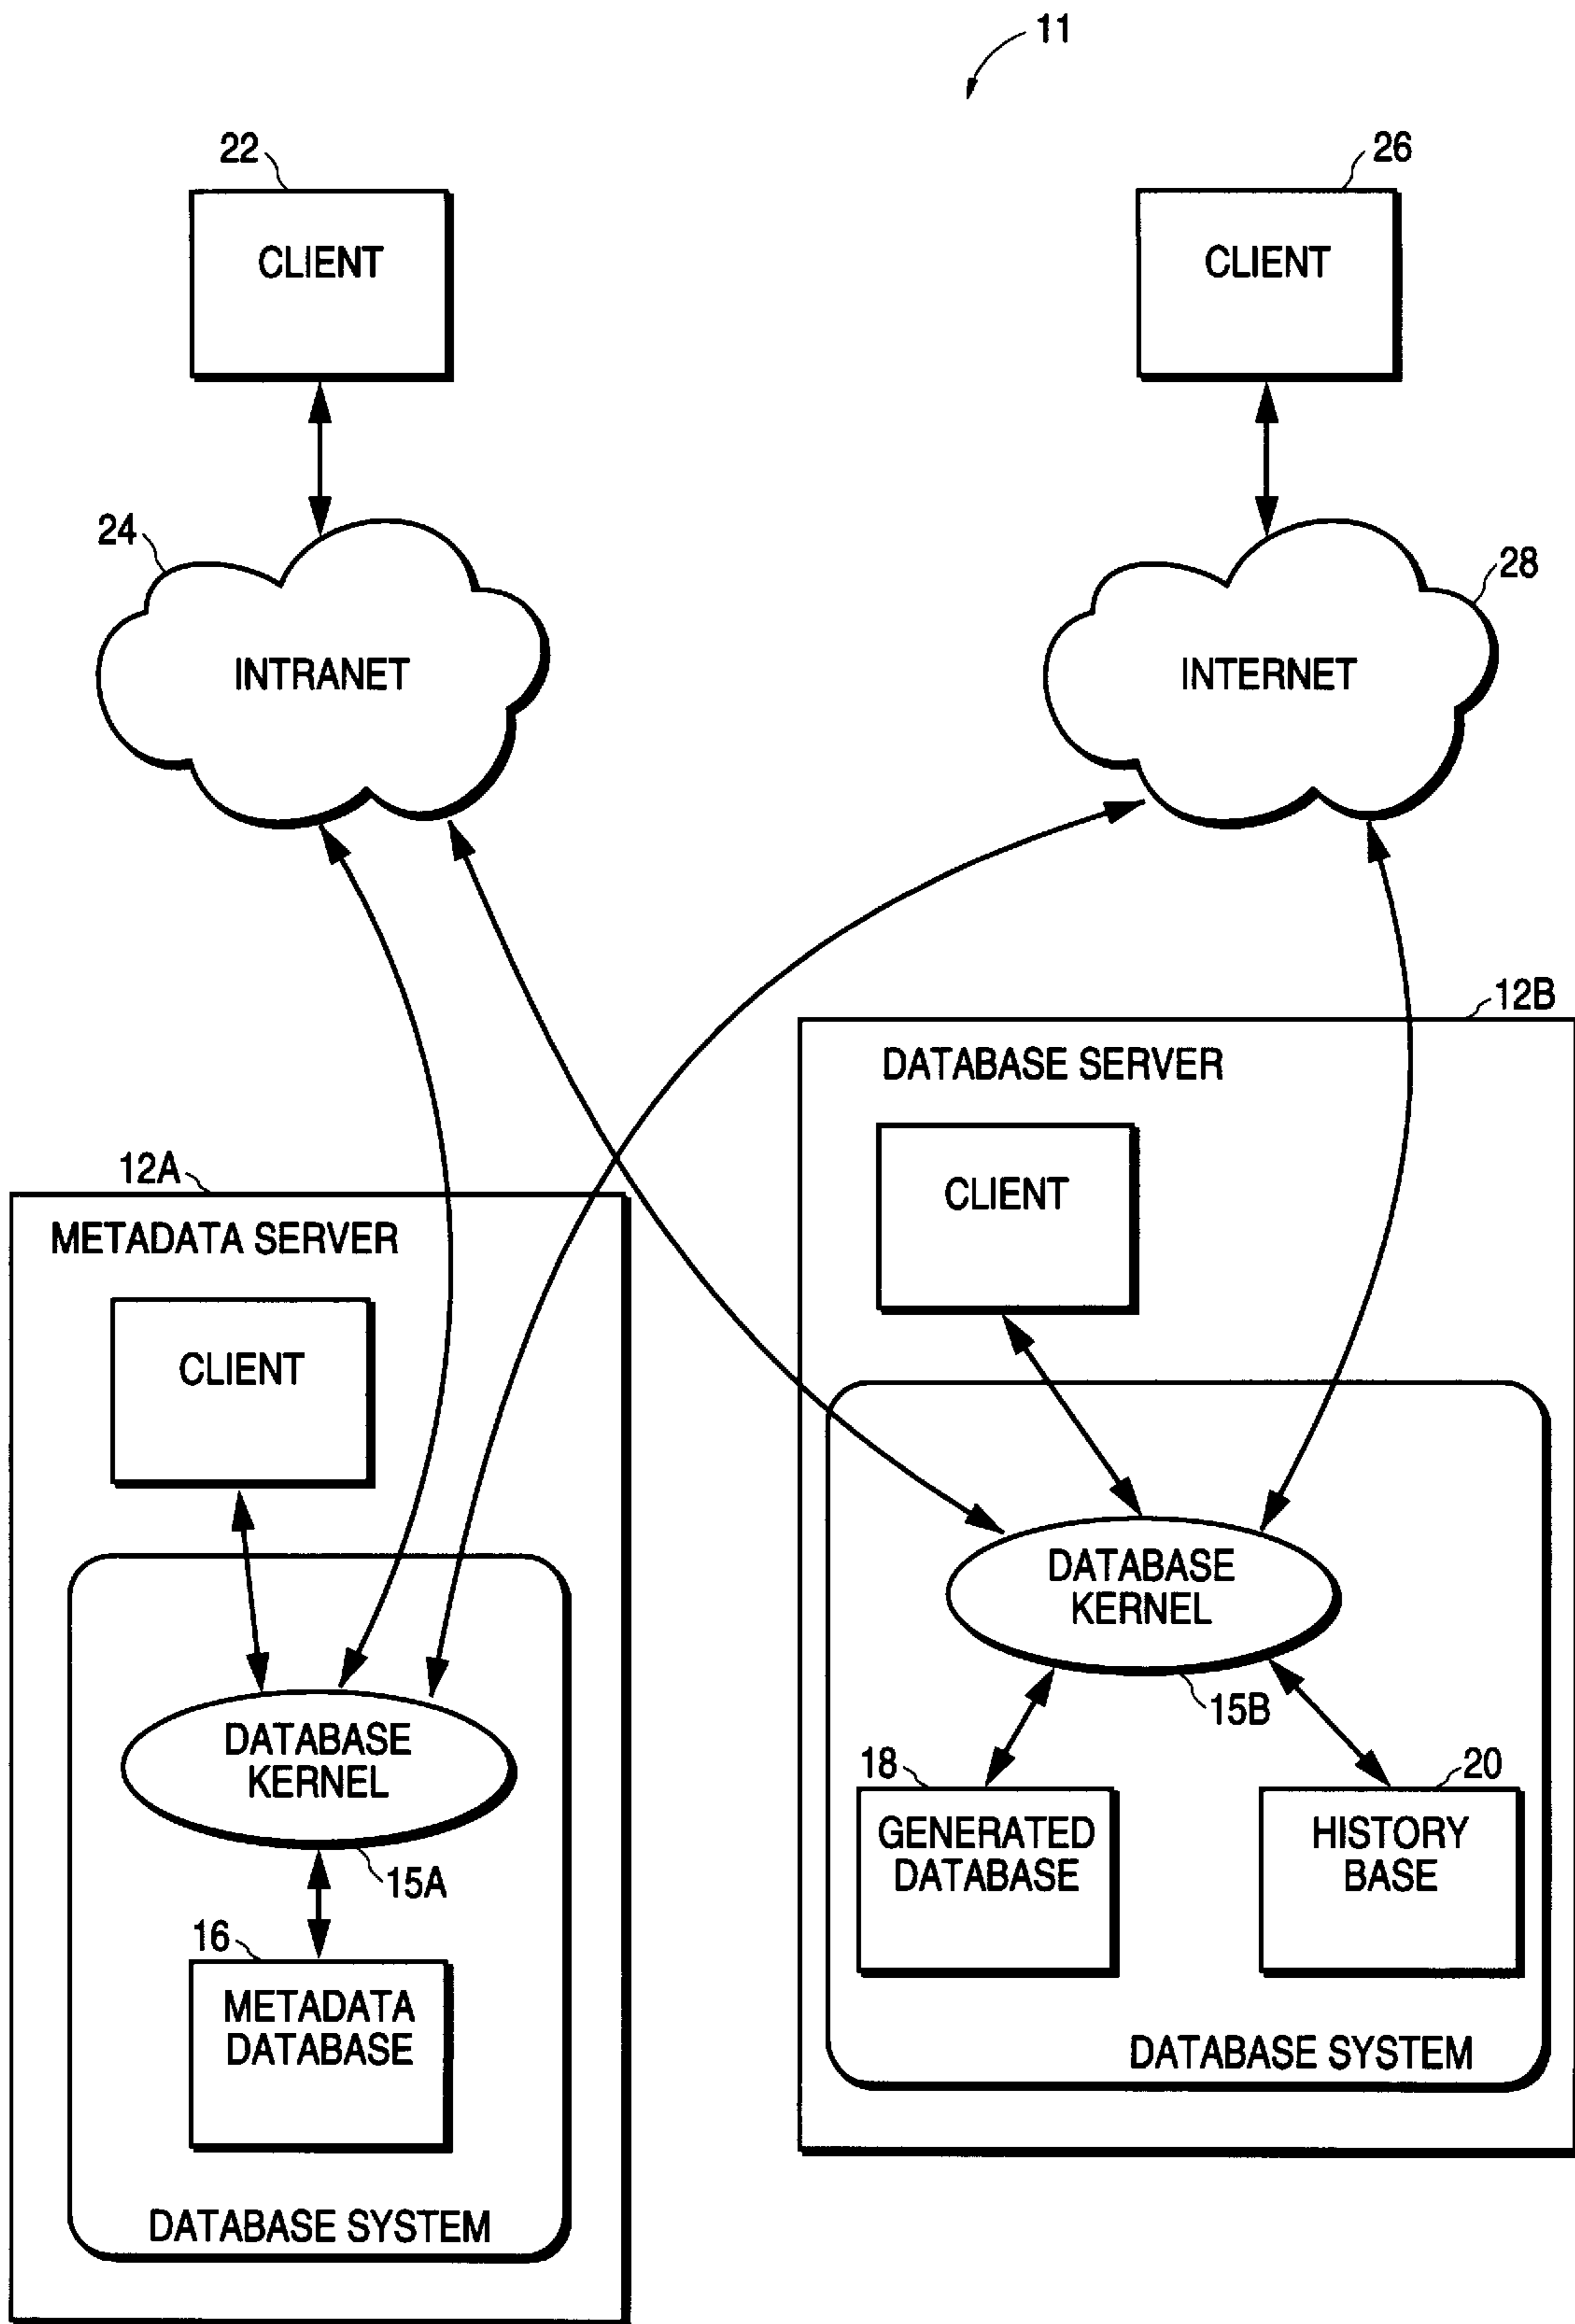 11
22
26
CLIENT
CLIENT
24
28
INTRANET
INTERNET
12B
DATABASE SERVER
CLIENT
12A
METADATA SERVER
CLIENT
DATABASE
KERNEL
15B
18
20
GENERATED
DATABASE
HISTORY
BASE
DATABASE SYSTEM
DATABASE
KERNEL
15A
16
METADATA
DATABASE
DATABASE SYSTEM